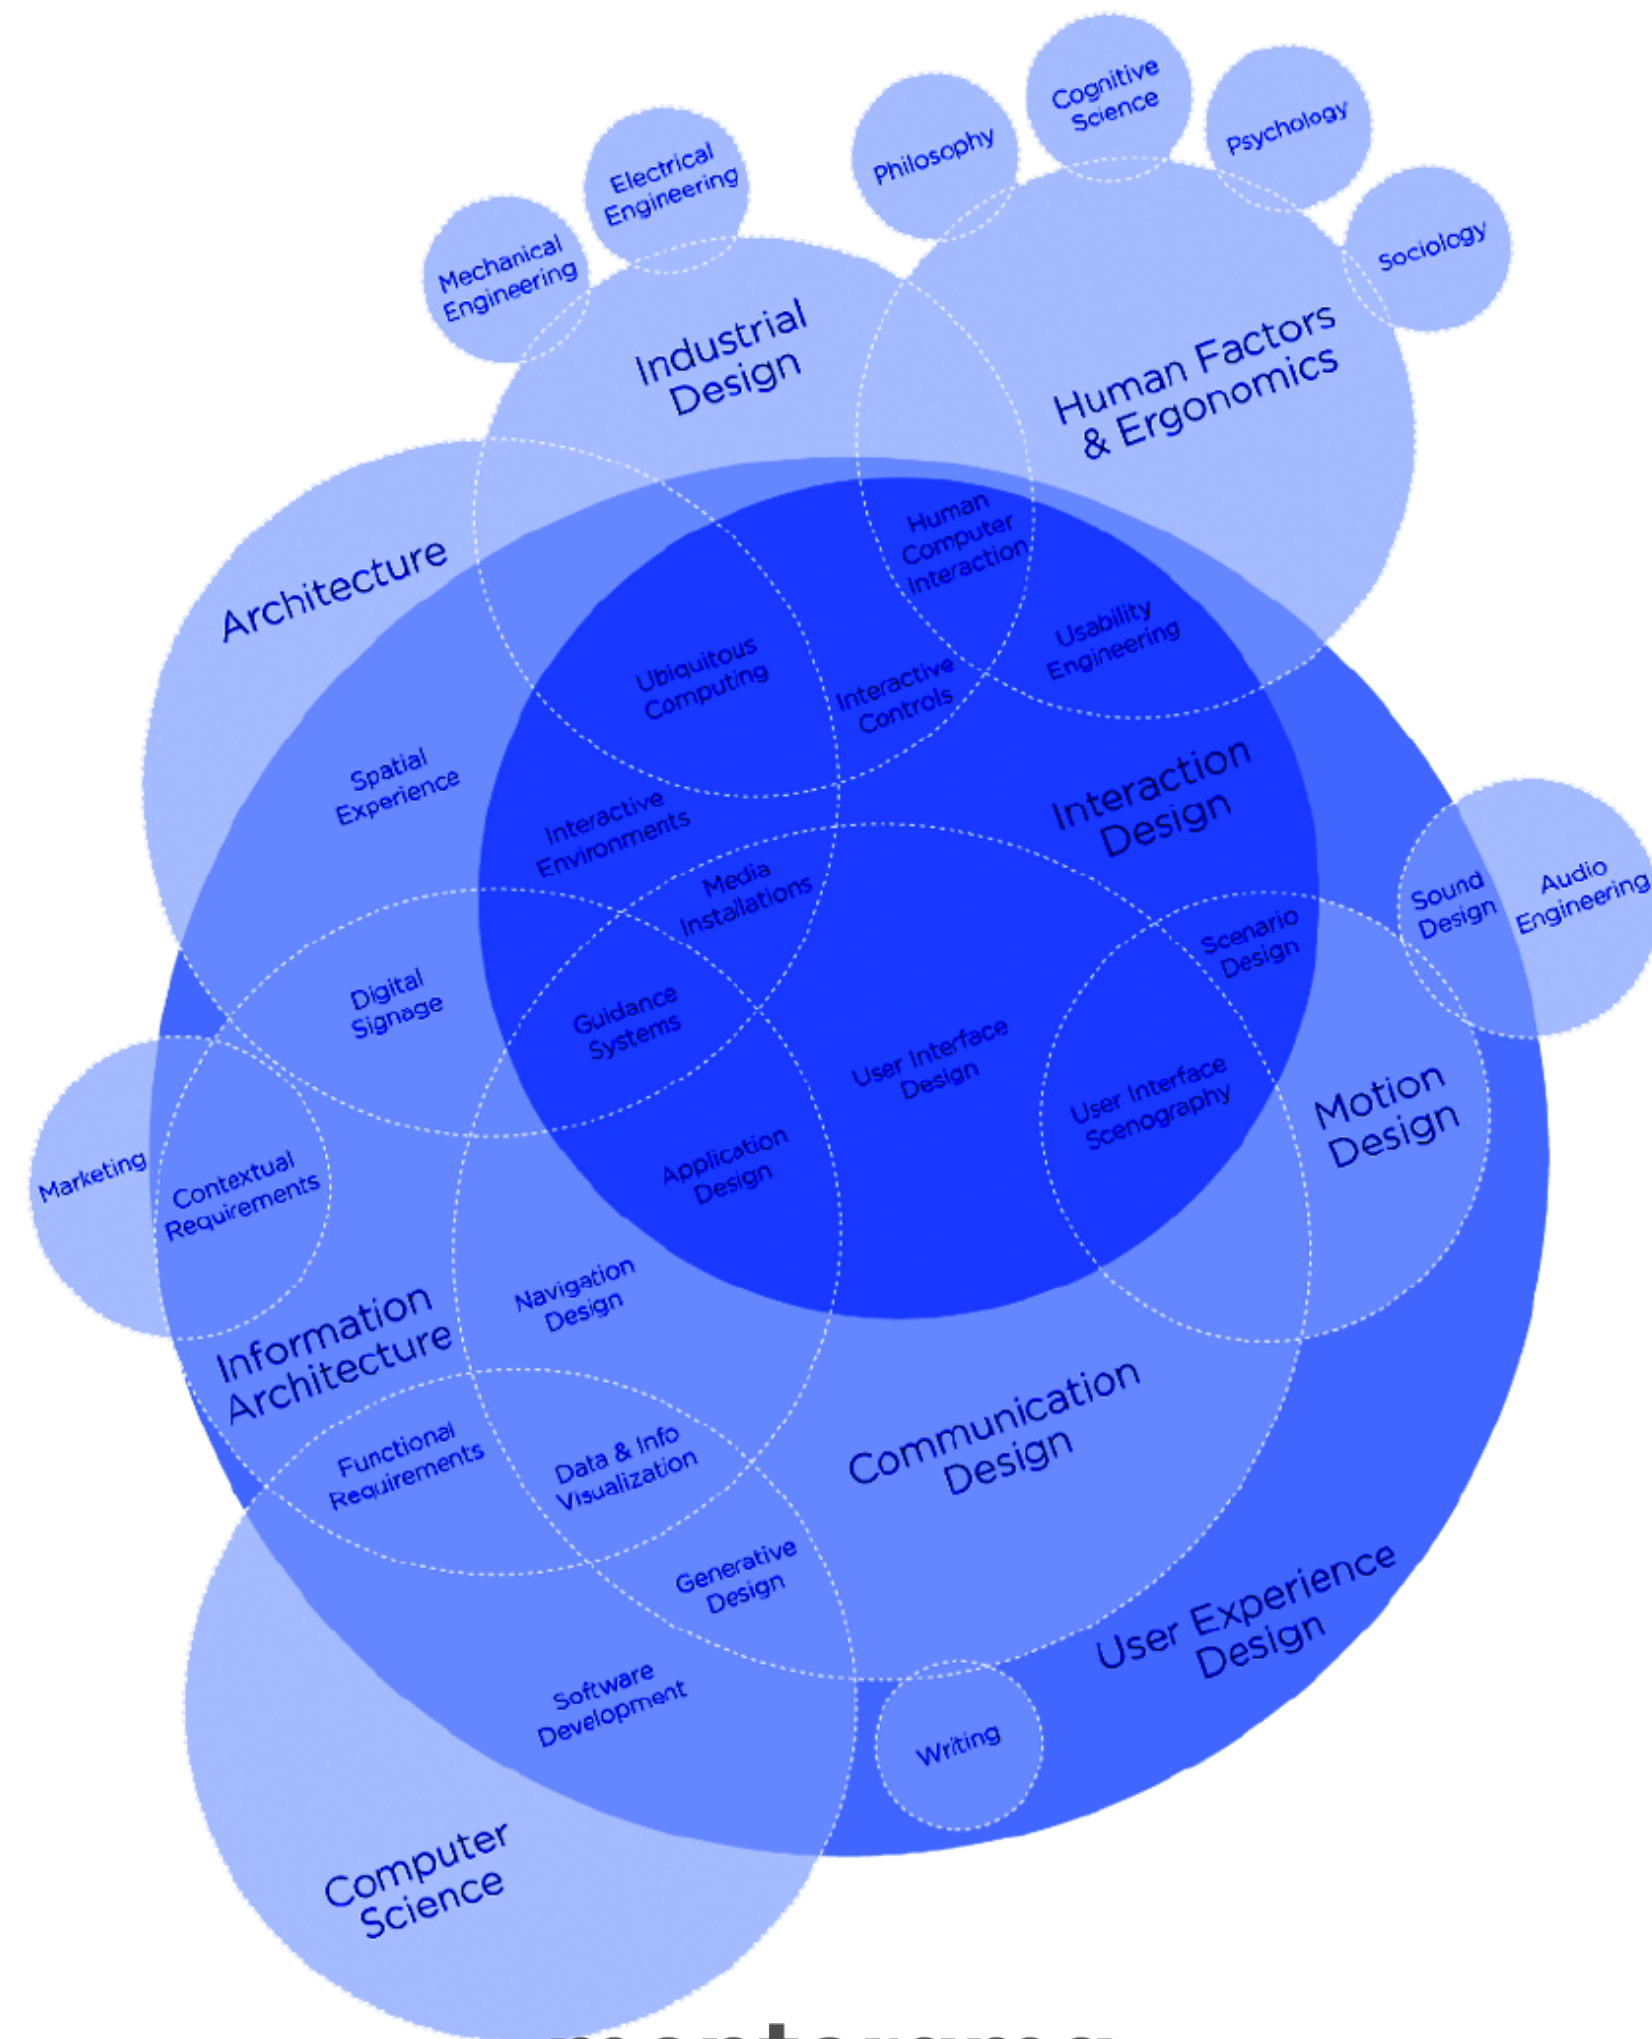 Cognitive
Science
Psychology
Philosophy
Electrical
Engineering
Sociology
Mechanical
Engineering
Industrial
Design
Human Factors
& Ergonomics
Architecture
Human
Computer
Interaction
Usability
Engineering
Ubiquitous
Computing
Interactive
Controls
Spatial
Experience
Interaction
Design
Interactive
Environments
Media
Installations
Sound
Design
Audio
Engineering
Scenario
Design
Digital
Signage
Guidance
Systems
User Interface
Design
User Interface
Scenography
Motion
Design
Marketing
Contextual
Requirements
Application
Design
Navigation
Design
Information
Architecture
Communication
Design
Functional
Requirements
Data & Info
Visualization
Generative
Design
User Experience
Design
Software
Development
Writing
Computer
Science